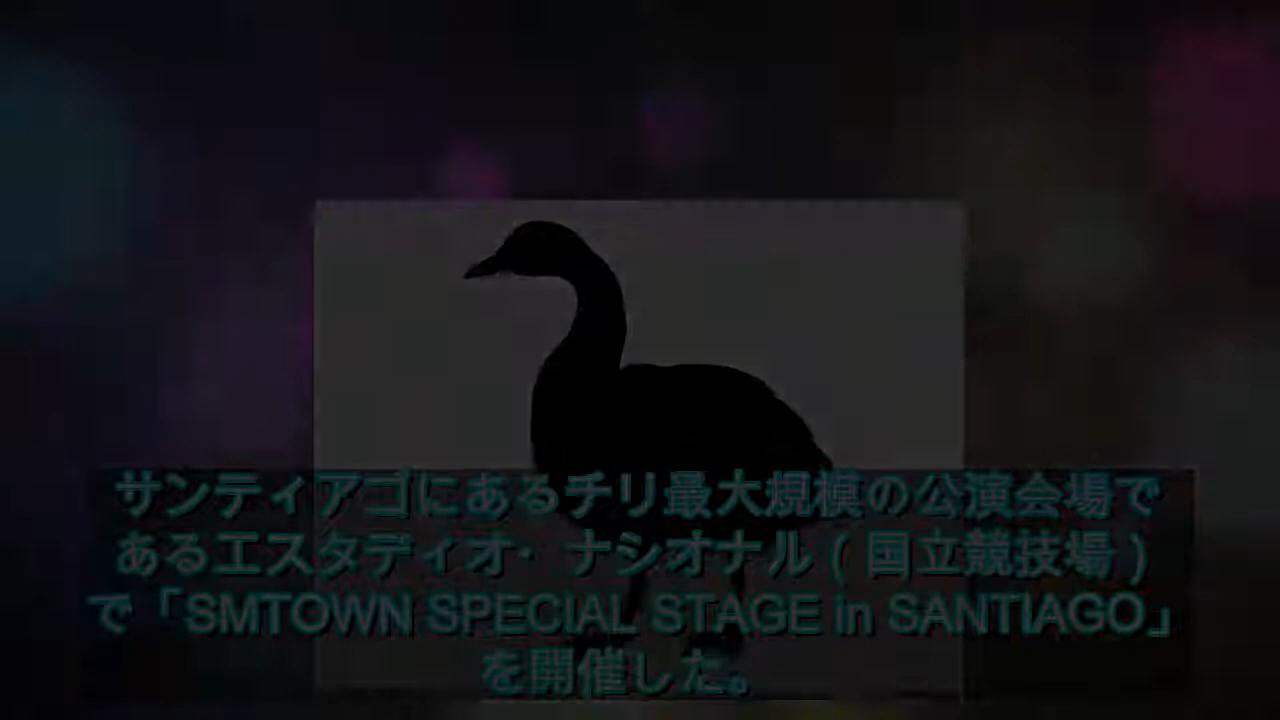 サンティアゴにあるチリ最大規模の公演会場で
あるエスタディオ・ナシオナル(国立競技場)
で「SMTOWN SPECIAL STAGE in SANTIAGO」
を開催した。